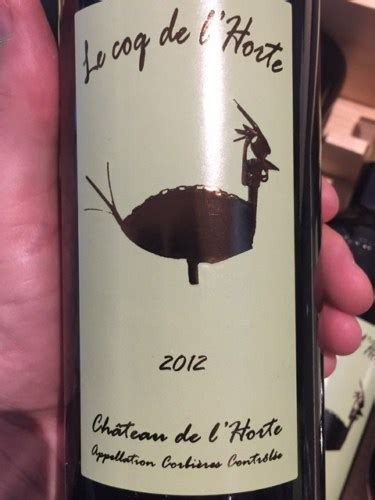 Le coq de l'Horte
2012
Château de l'Horte
Appellation Corbières Contrôlée